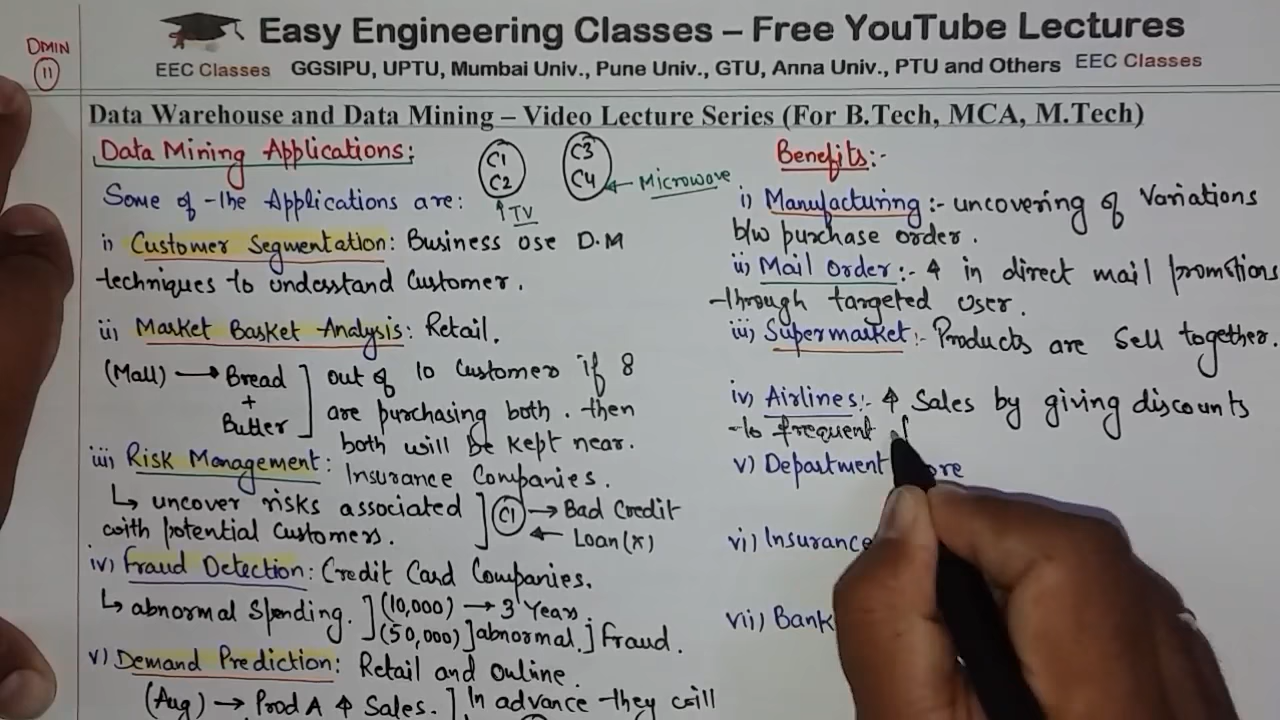 Easy Engineering Classes – Free YouTube Lectures
EEC Classes GGSIPU, UPTU, Mumbai Univ., Pune Univ., GTU, Anna Univ., PTU and Others EEC Classes
DMIN
11
Data Warehouse and Data Mining – Video Lecture Series (For B.Tech, MCA, M.Tech)
Data Mining Applications:
C1
C2
↑ TV
C3
C4 ← Microwave
Some of the Applications are:
i) Customer Segmentation: Business use D.M
techniques to understand Customer.
ii) Market Basket Analysis: Retail.
(Mall) → Bread
+
Butter
out of 10 Customer if 8
are purchasing both. then
both will be kept near.
iii) Risk Management: Insurance Companies.
↳ uncover risks associated
with potential Customers.
C1 → Bad Credit
← Loan(x)
iv) Fraud Detection: Credit Card Companies.
↳ abnormal Spending. ](10,000) → 3 Years
(50,000)]abnormal.] fraud.
v) Demand Prediction: Retail and Online.
(Aug) → Prod A ↑ Sales. ] In advance they will
Benefits:-
i) Manufacturing:- uncovering of Variations
b/w purchase order.
ii) Mail Order:- ↑ in direct mail promotions
through targeted User.
iii) Supermarket:- Products are Sell together.
iv) Airlines:- ↑ Sales by giving discounts
to frequent f
v) Department ore
vi) Insurance
vii) Bank